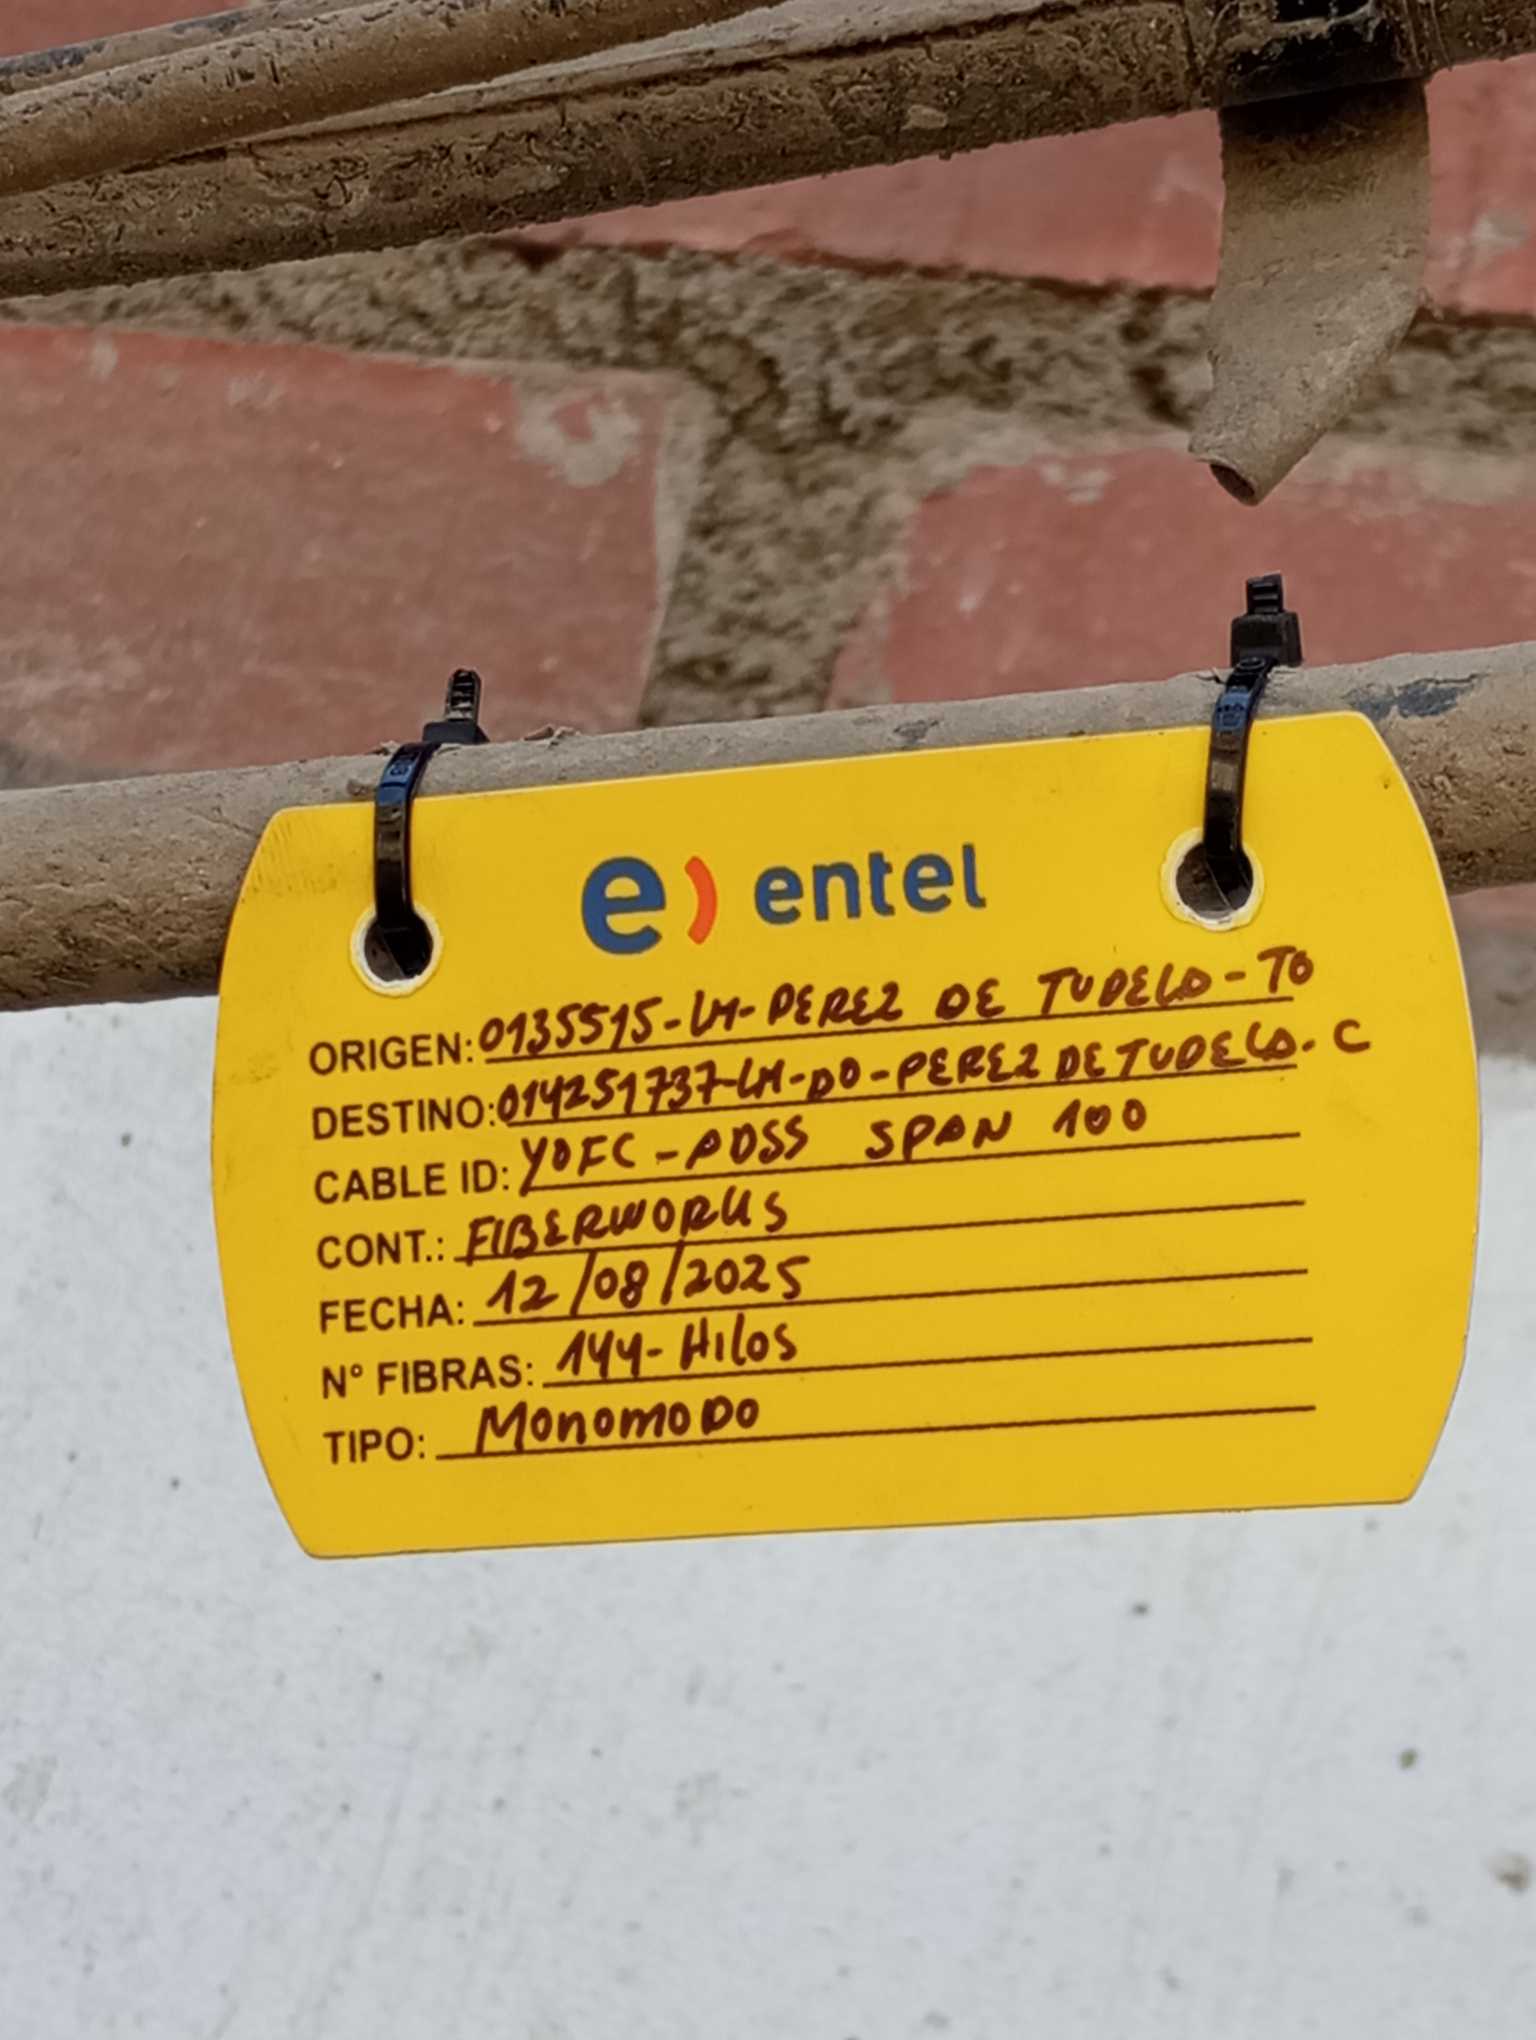 e) entel
ORIGEN: 0135515-LM-PEREZ DE TUDELA-TO
DESTINO: 014251737-LM-DO-PEREZ DE TUDELA. C
CABLE ID: YOFC-ADSS SPAN 100
CONT.: FIBERWORKS
FECHA: 12/08/2025
N° FIBRAS: 144-Hilos
TIPO: MONOMODO